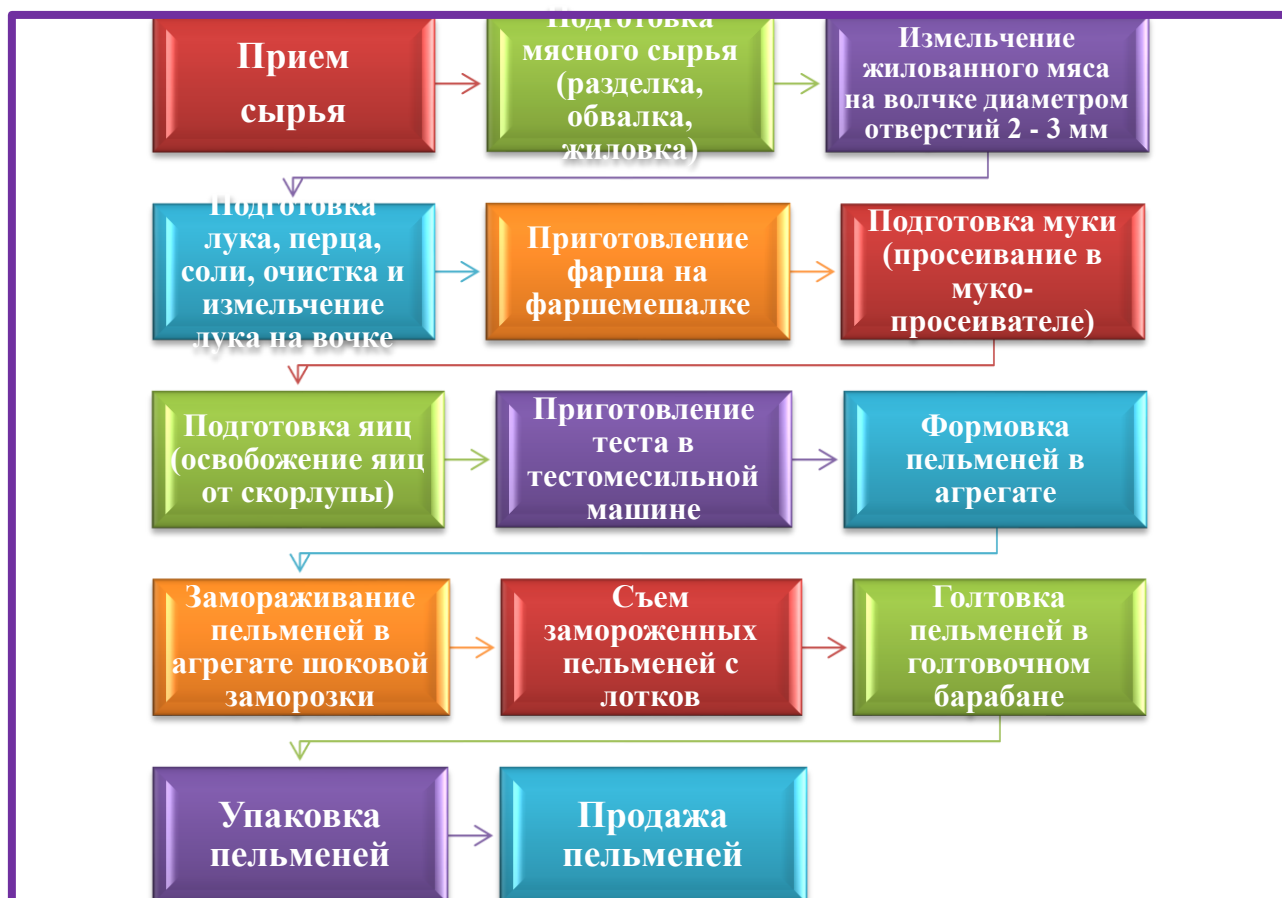 Прием
сырья
Подготовка
мясного сырья
(разделка,
обвалка,
жиловка)
Измельчение
жилованного мяса
на волчке диаметром
отверстий 2 - 3 мм
Подготовка
лука, перца,
соли, очистка и
измельчение
лука на вочке
Приготовление
фарша на
фаршемешалке
Подготовка муки
(просеивание в
муко-
просеивателе)
Подготовка яиц
(освобожение яиц
от скорлупы)
Приготовление
теста в
тестомесильной
машине
Формовка
пельменей в
агрегате
Замораживание
пельменей в
агрегате шоковой
заморозки
Съем
замороженных
пельменей с
лотков
Голтовка
пельменей в
голтовочном
барабане
Упаковка
пельменей
Продажа
пельменей